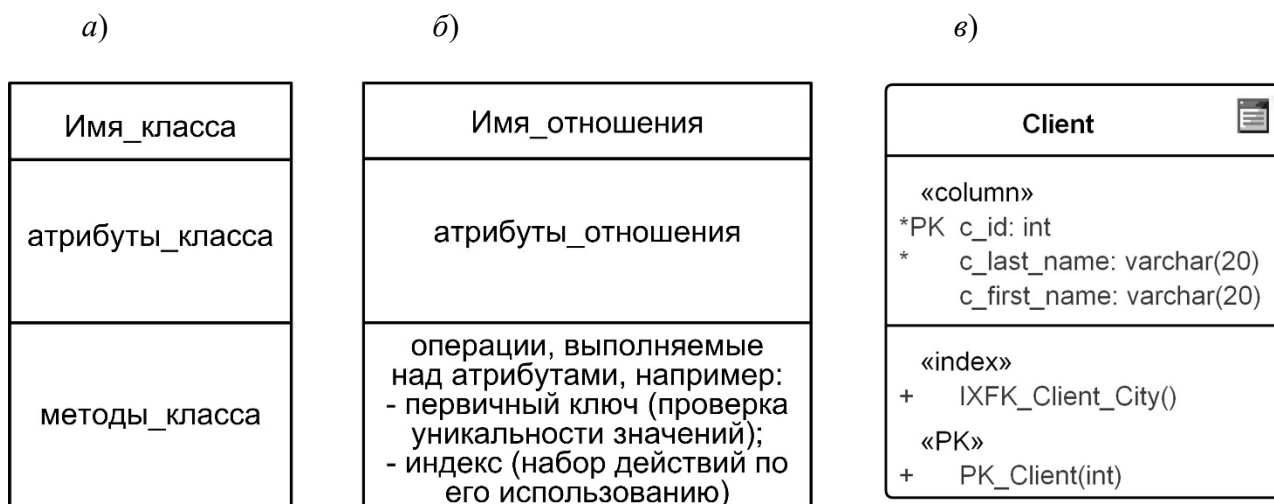 а)
б)
в)
Имя_класса
атрибуты_класса
методы_класса
Имя_отношения
атрибуты_отношения
операции, выполняемые
над атрибутами, например:
- первичный ключ (проверка
уникальности значений);
- индекс (набор действий по
его использованию)
Client
«column»
*PK c_id: int
* c_last_name: varchar(20)
c_first_name: varchar(20)
«index»
+ IXFK_Client_City()
«PK»
+ PK_Client(int)